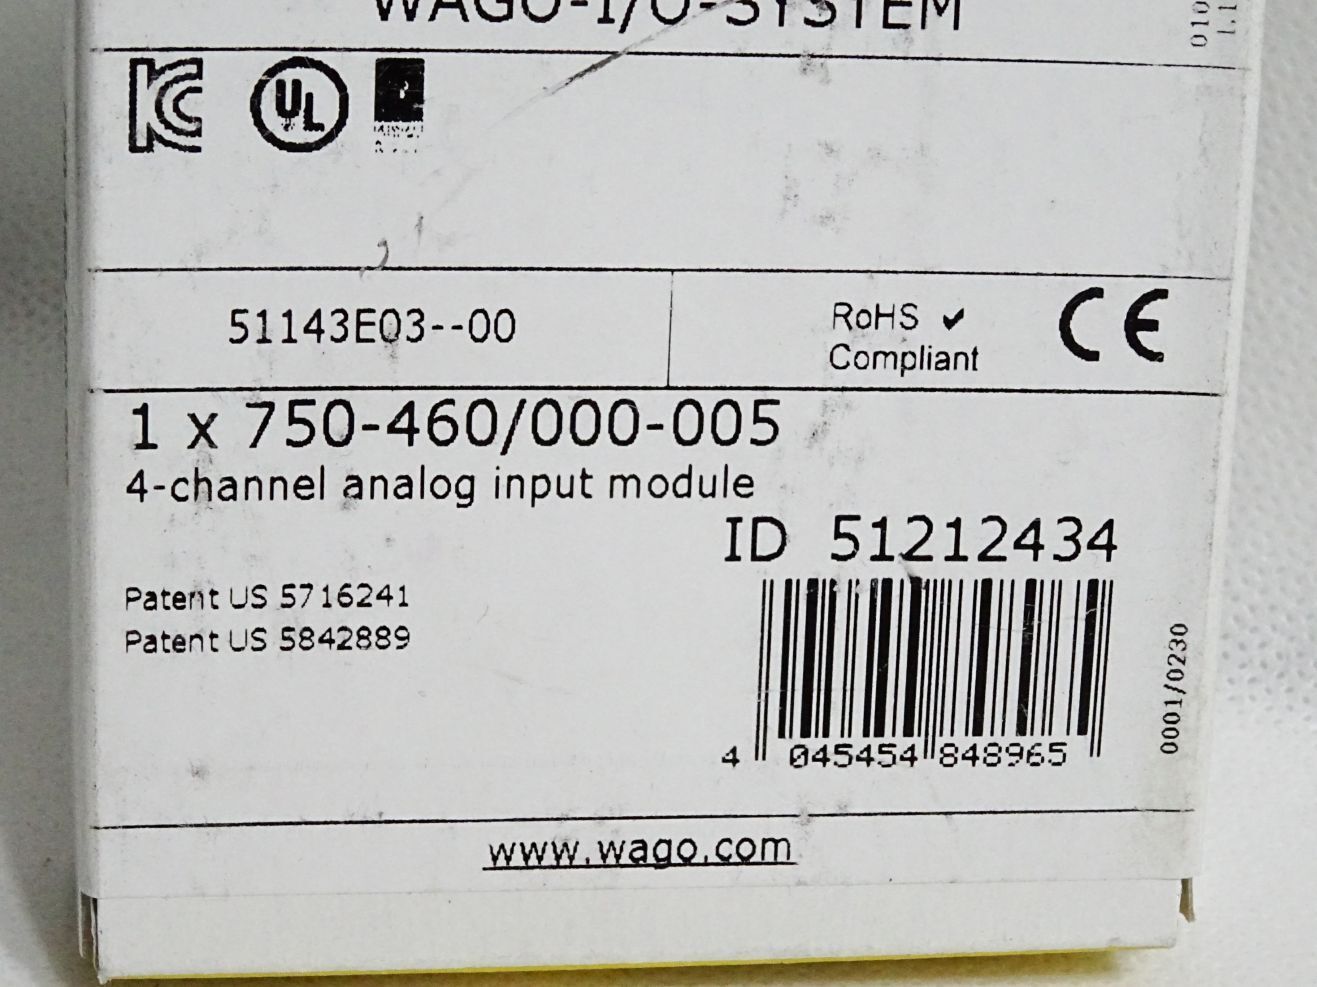 WAGO-I/O-SYSTEM
UL
51143E03--00
RoHS ✓
Compliant
CE
1 x 750-460/000-005
4-channel analog input module
ID 51212434
Patent US 5716241
Patent US 5842889
4 045454 848965
0001/0230
www.wago.com